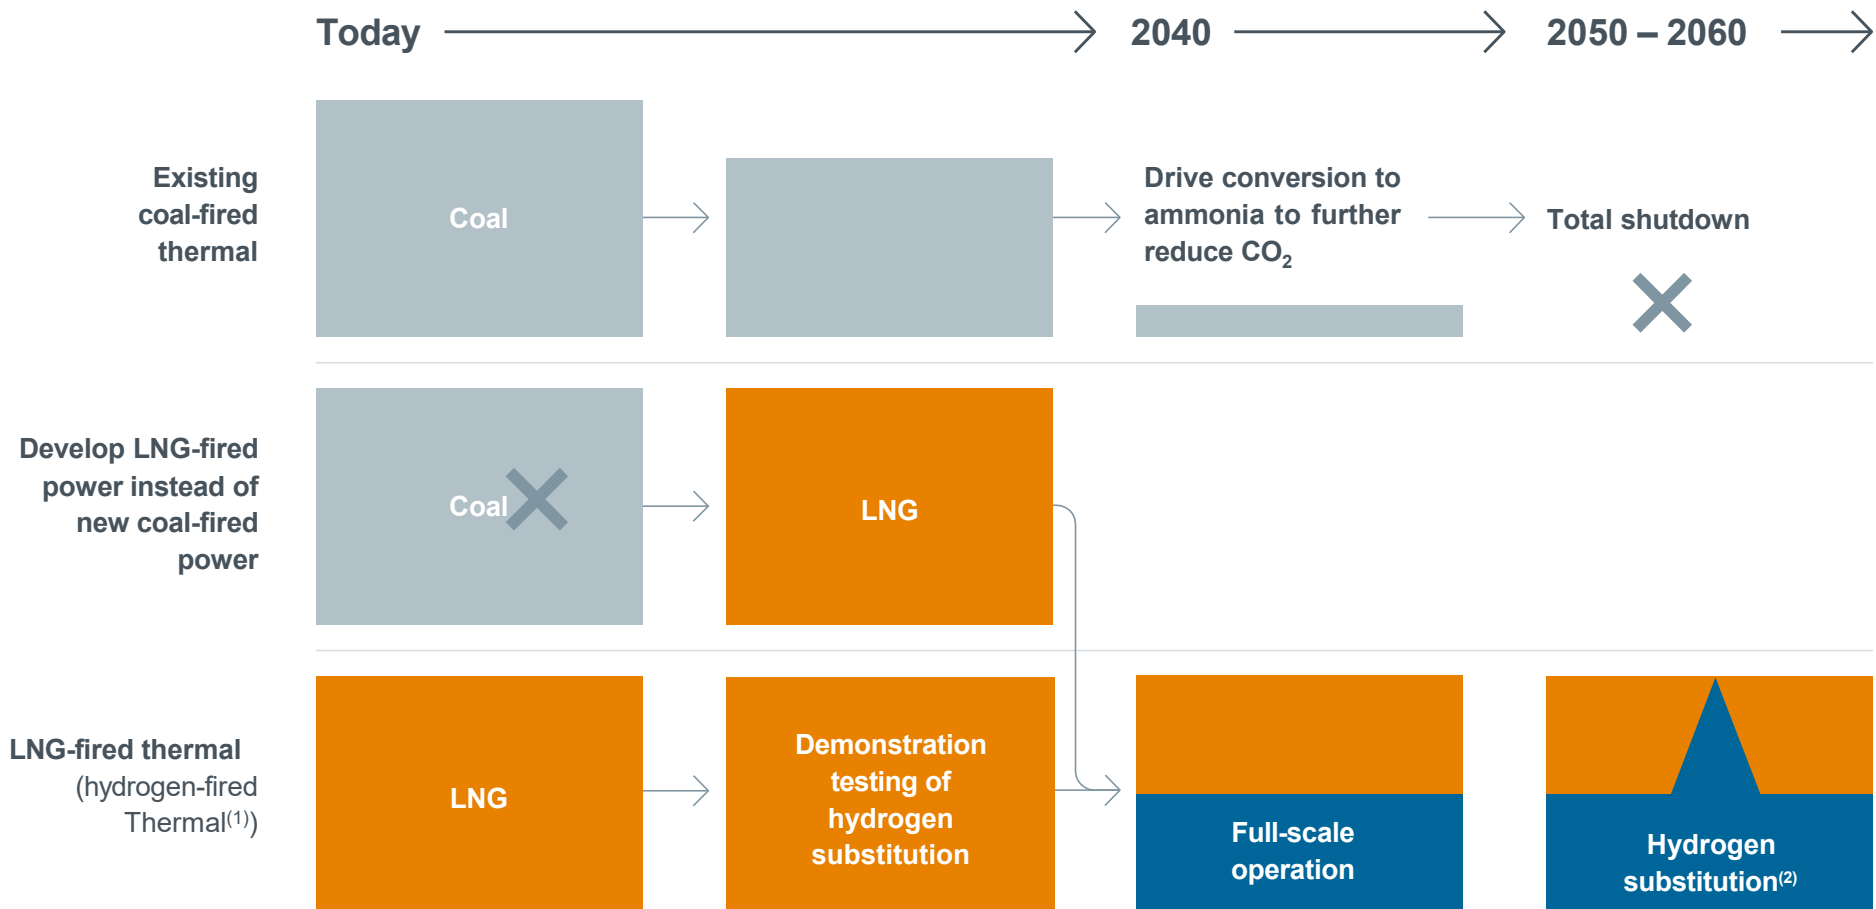 Today
2040
2050 – 2060
Existing
coal-fired
thermal
Coal
Drive conversion to
ammonia to further
reduce CO₂
Total shutdown
Develop LNG-fired
power instead of
new coal-fired
power
Coal
LNG
LNG-fired thermal
(hydrogen-fired
Thermal⁽¹⁾)
LNG
Demonstration
testing of
hydrogen
substitution
Full-scale
operation
Hydrogen
substitution⁽²⁾